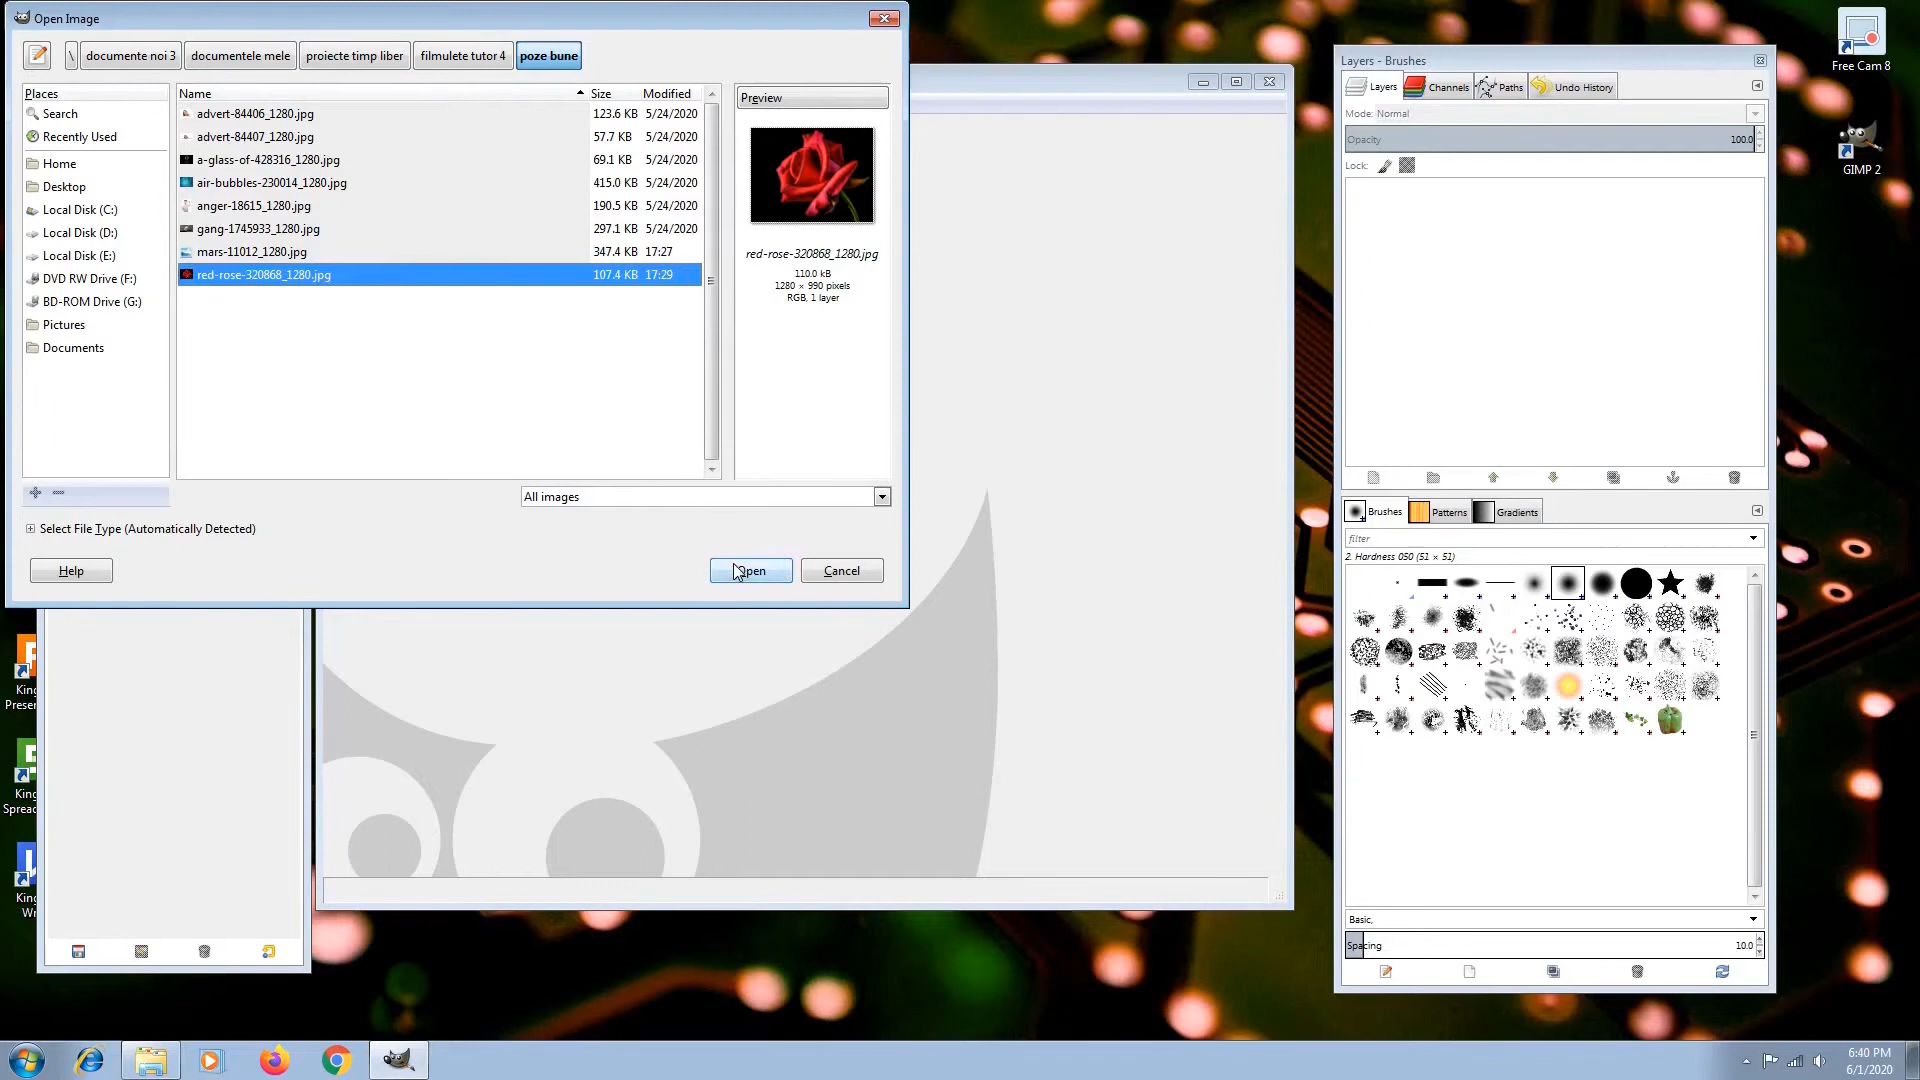 Open Image
\ documente noi 3 documentele mele proiecte timp liber filmulete tutor 4 poze bune
Places
Search
Recently Used
Home
Desktop
Local Disk (C:)
Local Disk (D:)
Local Disk (E:)
DVD RW Drive (F:)
BD-ROM Drive (G:)
Pictures
Documents
Name Size Modified
advert-84406_1280.jpg 123.6 KB 5/24/2020
advert-84407_1280.jpg 57.7 KB 5/24/2020
a-glass-of-428316_1280.jpg 69.1 KB 5/24/2020
air-bubbles-230014_1280.jpg 415.0 KB 5/24/2020
anger-18615_1280.jpg 190.5 KB 5/24/2020
gang-1745933_1280.jpg 297.1 KB 5/24/2020
mars-11012_1280.jpg 347.4 KB 17:27
red-rose-320868_1280.jpg 107.4 KB 17:29
Preview
red-rose-320868_1280.jpg
110.0 kB
1280 × 990 pixels
RGB, 1 layer
All images
Select File Type (Automatically Detected)
Help
Open
Cancel
Layers - Brushes
Layers Channels Paths Undo History
Mode: Normal
Opacity 100.0
Lock:
Brushes Patterns Gradients
filter
2. Hardness 050 (51 × 51)
Basic,
Spacing 10.0
Free Cam 8
GIMP 2
King
Presen
King
Spread
King
Wr
6:40 PM
6/1/2020